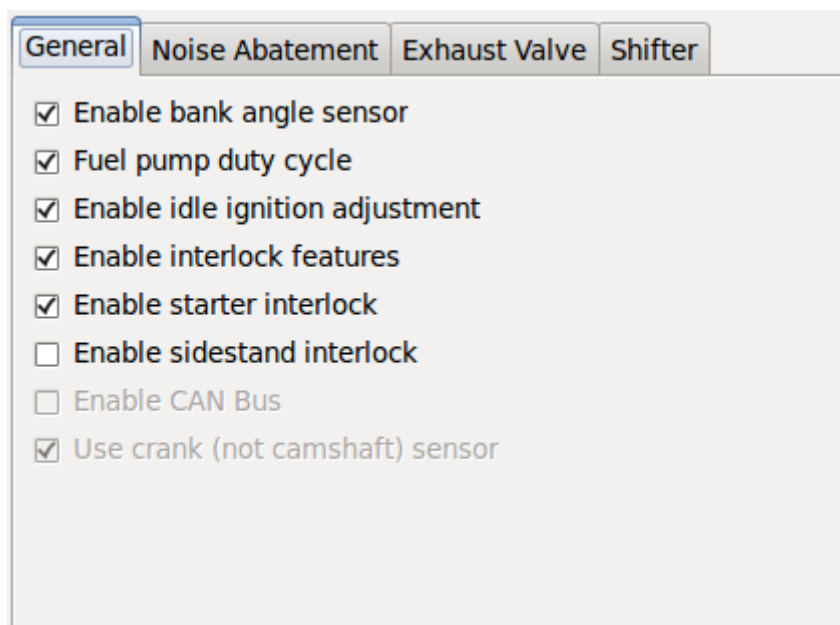 General Noise Abatement Exhaust Valve Shifter
Enable bank angle sensor
Fuel pump duty cycle
Enable idle ignition adjustment
Enable interlock features
Enable starter interlock
Enable sidestand interlock
Enable CAN Bus
Use crank (not camshaft) sensor